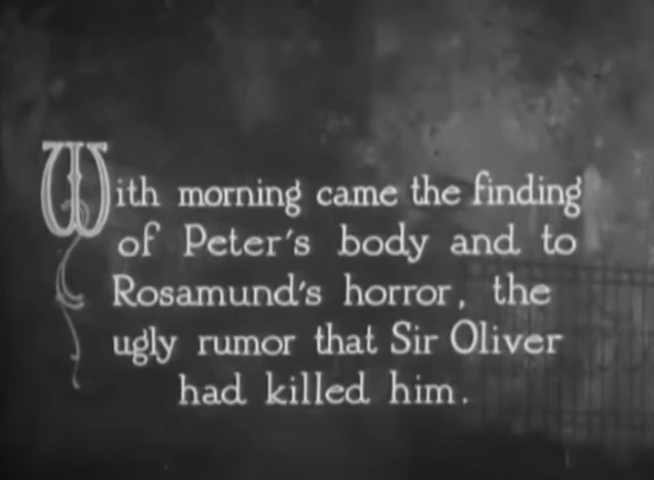 With morning came the finding
of Peter's body and to
Rosamund's horror, the
ugly rumor that Sir Oliver
had killed him.